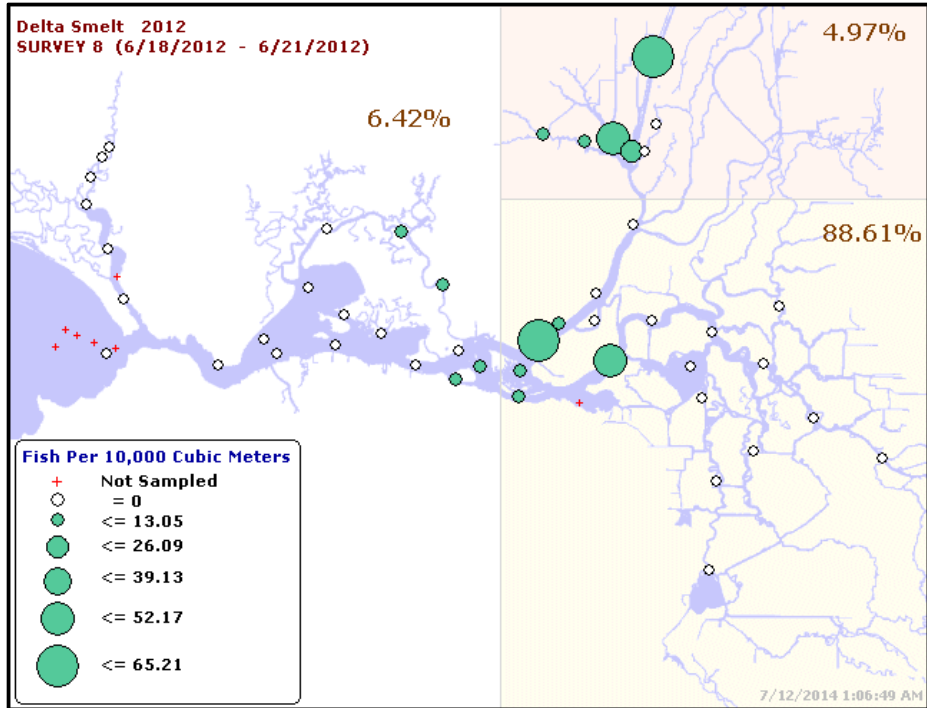 Delta Smelt 2012
SURVEY 8 (6/18/2012 - 6/21/2012)
4.97%
6.42%
88.61%
Fish Per 10,000 Cubic Meters
Not Sampled
= 0
<= 13.05
<= 26.09
<= 39.13
<= 52.17
<= 65.21
7/12/2014 1:06:49 AM